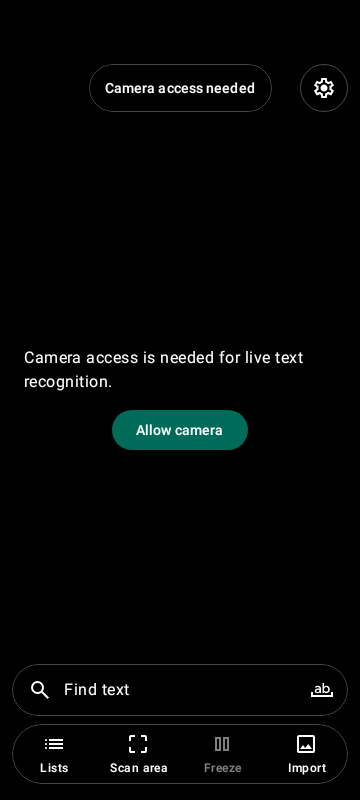 Camera access needed
Camera access is needed for live text
recognition.
Allow camera
Find text
ab
Lists
Scan area
Freeze
Import